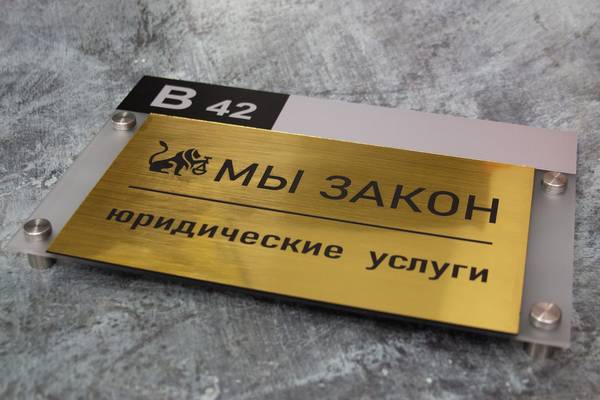 В 42
МЫ ЗАКОН
юридические услуги